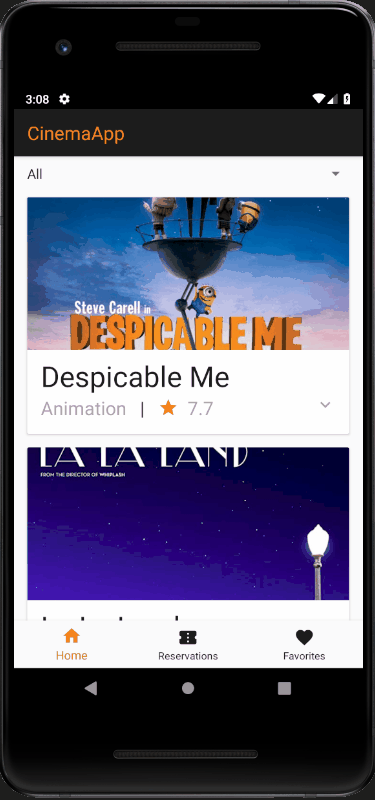 3:08
CinemaApp
All
Steve Carell in
DESPICABLE ME
Despicable Me
Animation | 7.7
LA LA LAND
FROM THE DIRECTOR OF WHIPLASH
Home
Reservations
Favorites